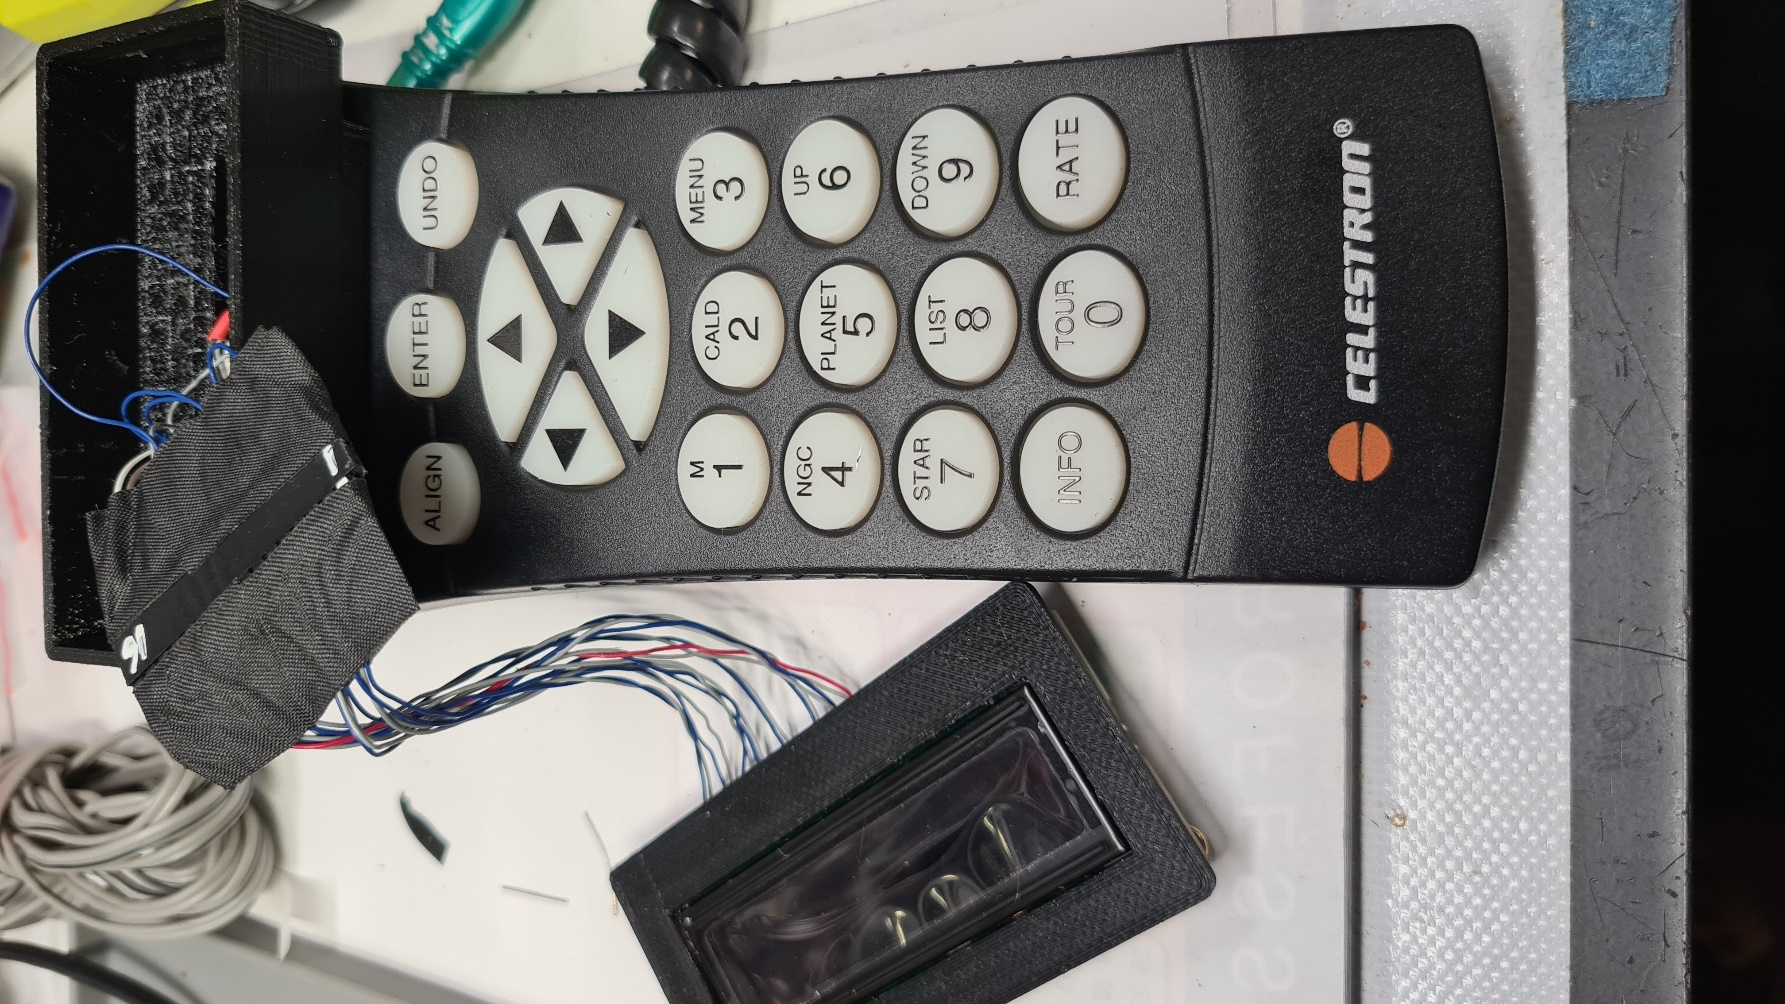 ALIGN
ENTER
UNDO
M
1
CALD
2
MENU
3
NGC
4
PLANET
5
UP
6
STAR
7
LIST
8
DOWN
9
INFO
TOUR
0
RATE
CELESTRON®